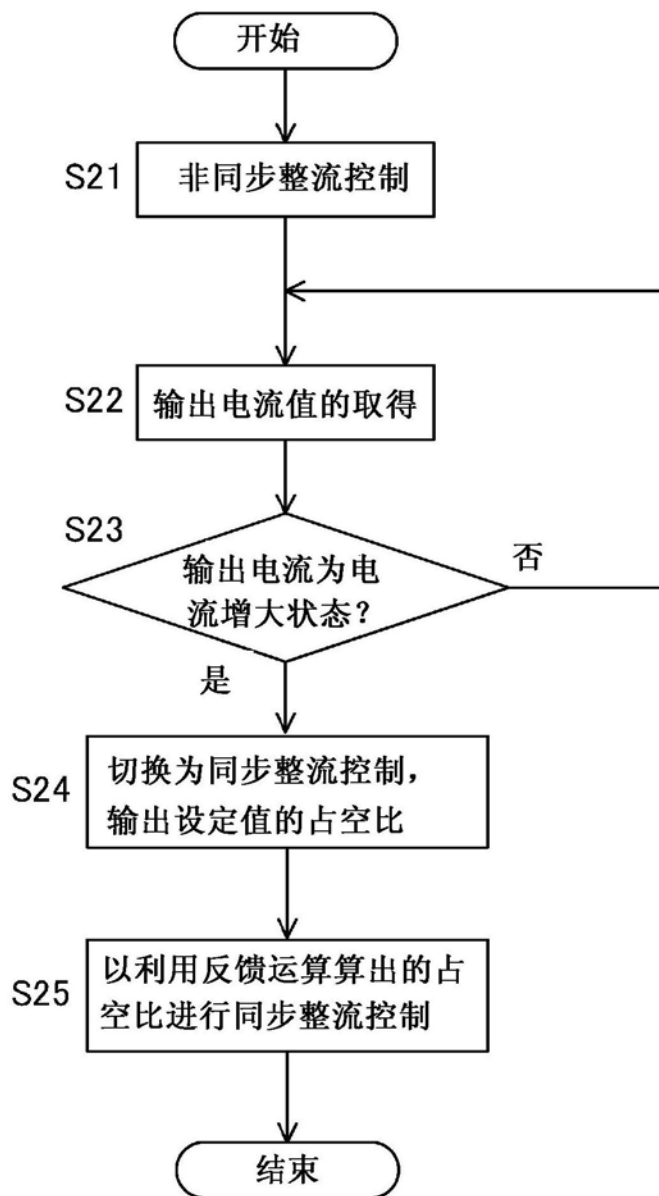 开始
S21
非同步整流控制
S22
输出电流值的取得
S23
输出电流为电
流增大状态？
否
是
S24
切换为同步整流控制，
输出设定值的占空比
S25
以利用反馈运算算出的占
空比进行同步整流控制
结束